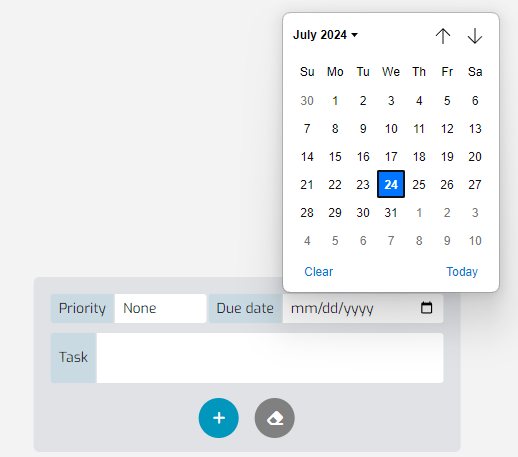 July 2024
Su Mo Tu We Th Fr Sa
30 1 2 3 4 5 6
7 8 9 10 11 12 13
14 15 16 17 18 19 20
21 22 23 24 25 26 27
28 29 30 31 1 2 3
4 5 6 7 8 9 10
Clear Today
Priority None Due date mm/dd/yyyy
Task